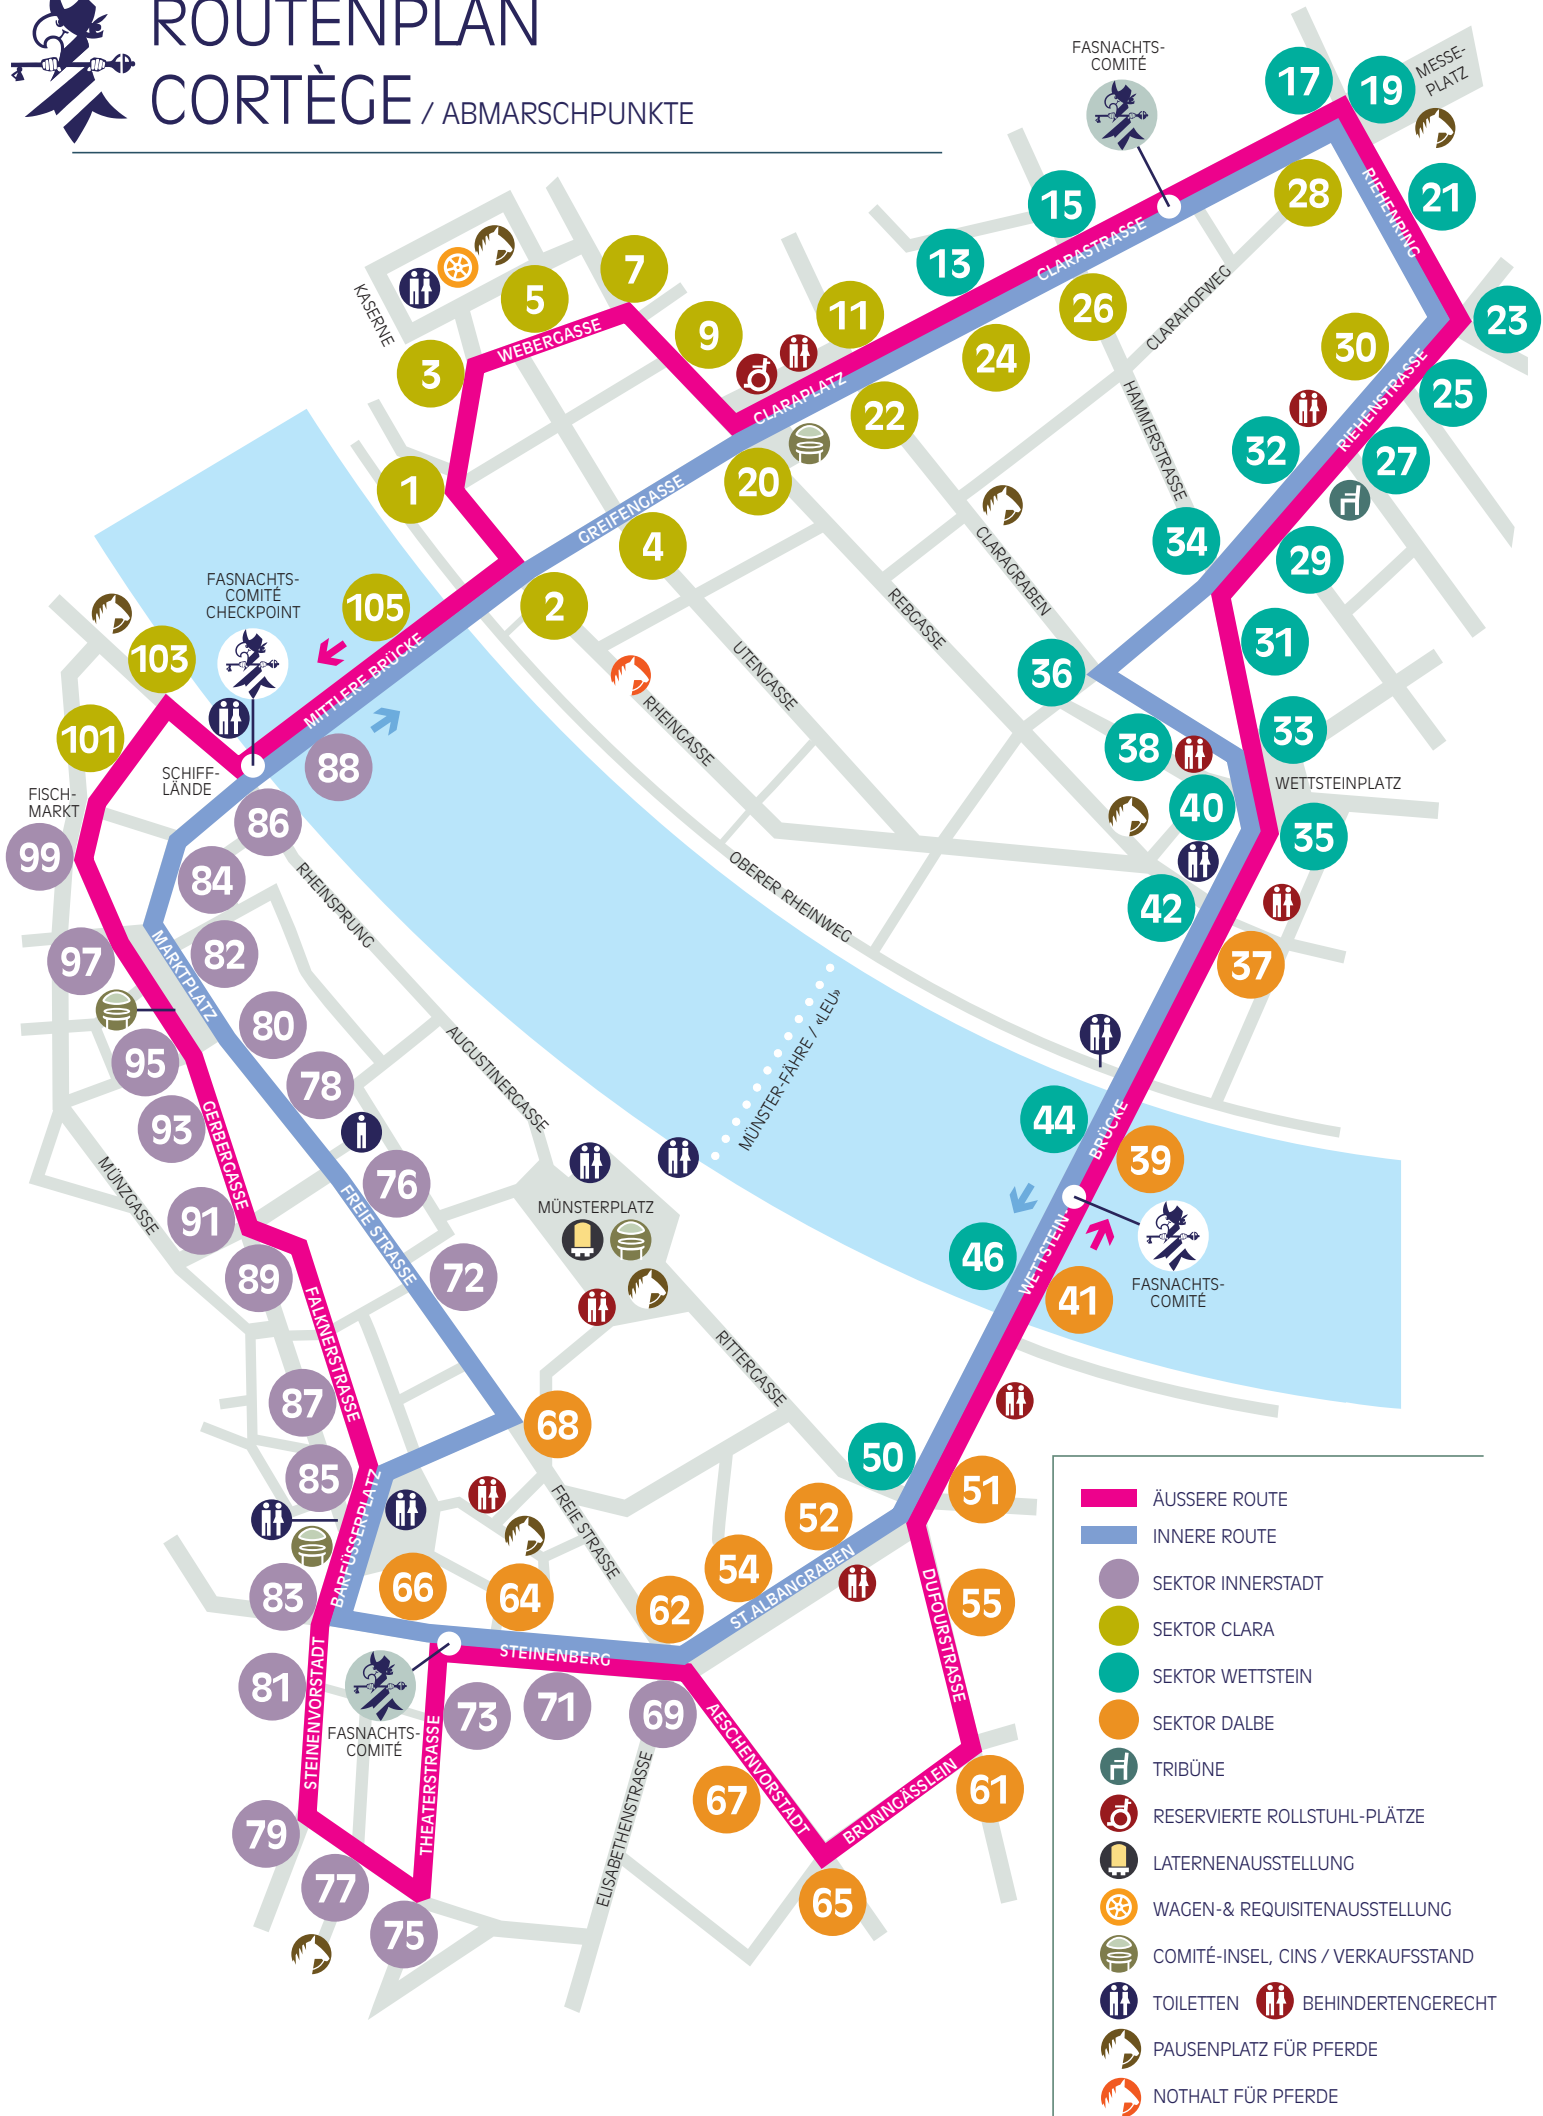 ROUTENPLAN
CORTÈGE / ABMARSCHPUNKTE
FASNACHTS-
COMITÉ
17
19
MESSE-
PLATZ
28
21
RIEHENRING
15
CLARASTRASSE
13
7
5
KASERNE
WEBERGASSE
9
11
26
CLARAHOFWEG
23
30
24
3
CLARAPLATZ
22
RIEHENSTRASSE
25
HAMMERSTRASSE
32
27
20
1
GREIFENGASSE
4
34
29
CLARAGRABEN
FASNACHTS-
COMITÉ
CHECKPOINT
105
2
REBGASSE
31
103
MITTLERE BRÜCKE
UTENGASSE
36
RHEINGASSE
101
33
38
SCHIFF-
LÄNDE
88
FISCH-
MARKT
WETTSTEINPLATZ
86
40
35
99
84
RHEINSPRUNG
OBERER RHEINWEG
42
97
MARKTPLATZ
82
37
80
95
78
AUGUSTINERGASSE
MÜNSTER-FÄHRE / «LEU»
93
GERBERGASSE
44
BRÜCKE
39
MÜNZGASSE
76
91
FREIE STRASSE
MÜNSTERPLATZ
89
72
46
WETTSTEIN-
41
FASNACHTS-
COMITÉ
FALKNERSTRASSE
RITTERGASSE
87
68
50
85
51
BARFÜSSERPLATZ
FREIE STRASSE
52
54
83
66
64
62
ST. ALBANGRABEN
DUFOURSTRASSE
55
STEINENBERG
81
STEINENVORSTADT
FASNACHTS-
COMITÉ
73
71
69
THEATERSTRASSE
AESCHENVORSTADT
67
BRUNNGÄSSLEIN
61
79
77
75
ELISABETHENSTRASSE
65
ÄUSSERE ROUTE
INNERE ROUTE
SEKTOR INNERSTADT
SEKTOR CLARA
SEKTOR WETTSTEIN
SEKTOR DALBE
TRIBÜNE
RESERVIERTE ROLLSTUHL-PLÄTZE
LATERNENAUSSTELLUNG
WAGEN-& REQUISITENAUSSTELLUNG
COMITÉ-INSEL, CINS / VERKAUFSSTAND
TOILETTEN BEHINDERTENGERECHT
PAUSENPLATZ FÜR PFERDE
NOTHALT FÜR PFERDE